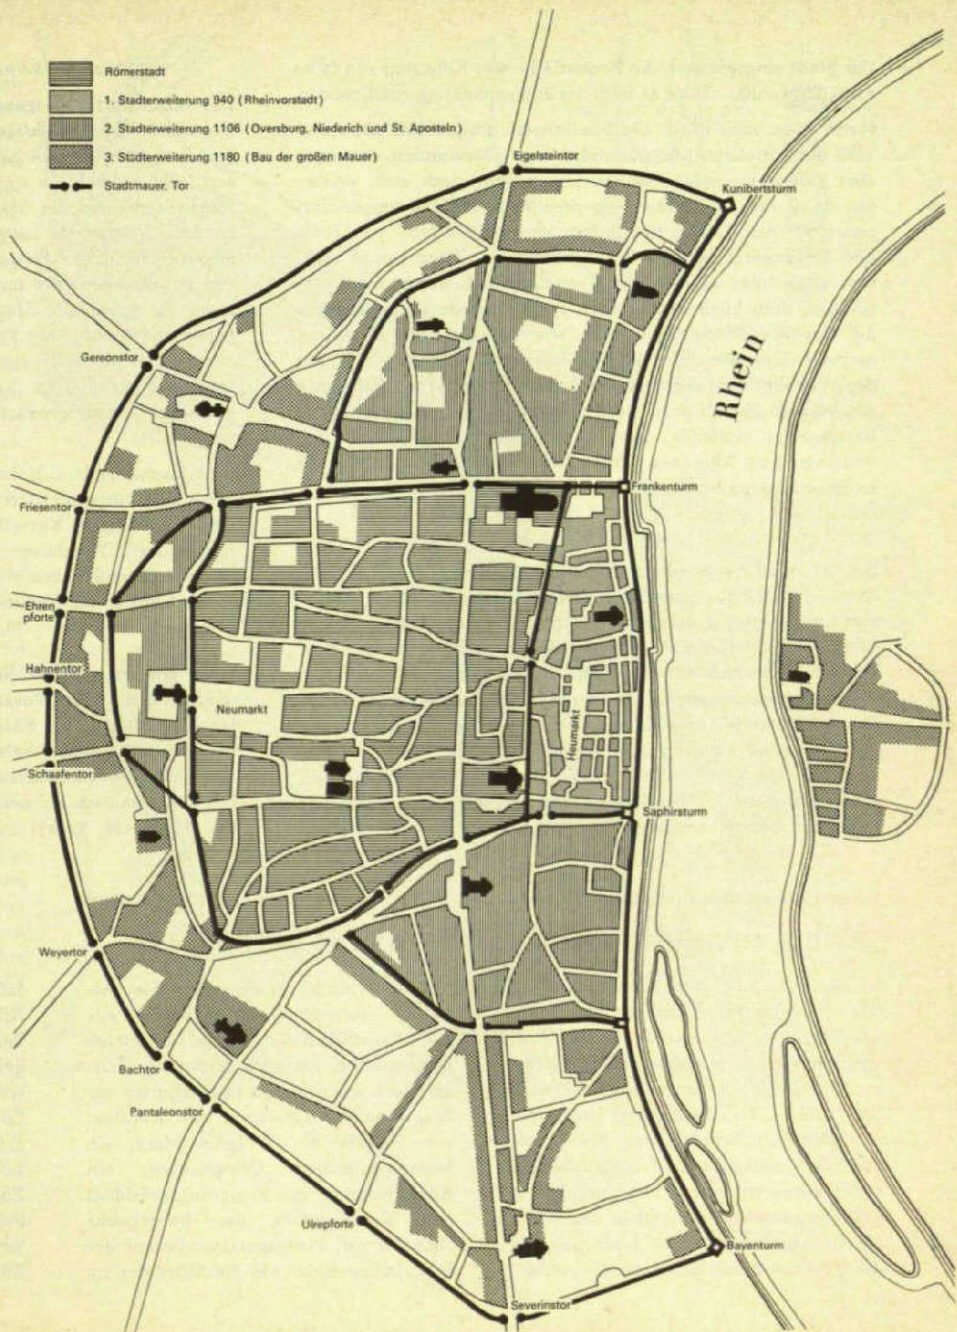 Römerstadt
1. Stadterweiterung 940 (Rheinvorstadt)
2. Stadterweiterung 1106 (Oversburg, Niederich und St. Aposteln)
3. Stadterweiterung 1180 (Bau der großen Mauer)
Stadtmauer, Tor
Eigelsteintor
Kunibertsturm
Rhein
Gereonstor
Frankenturm
Friesentor
Ehren
pforte
Hahnentor
Neumarkt
Heumarkt
Schaafentor
Saphirsturm
Weyertor
Bachtor
Pantaleonstor
Ulrepforte
Bayenturm
Severinstor